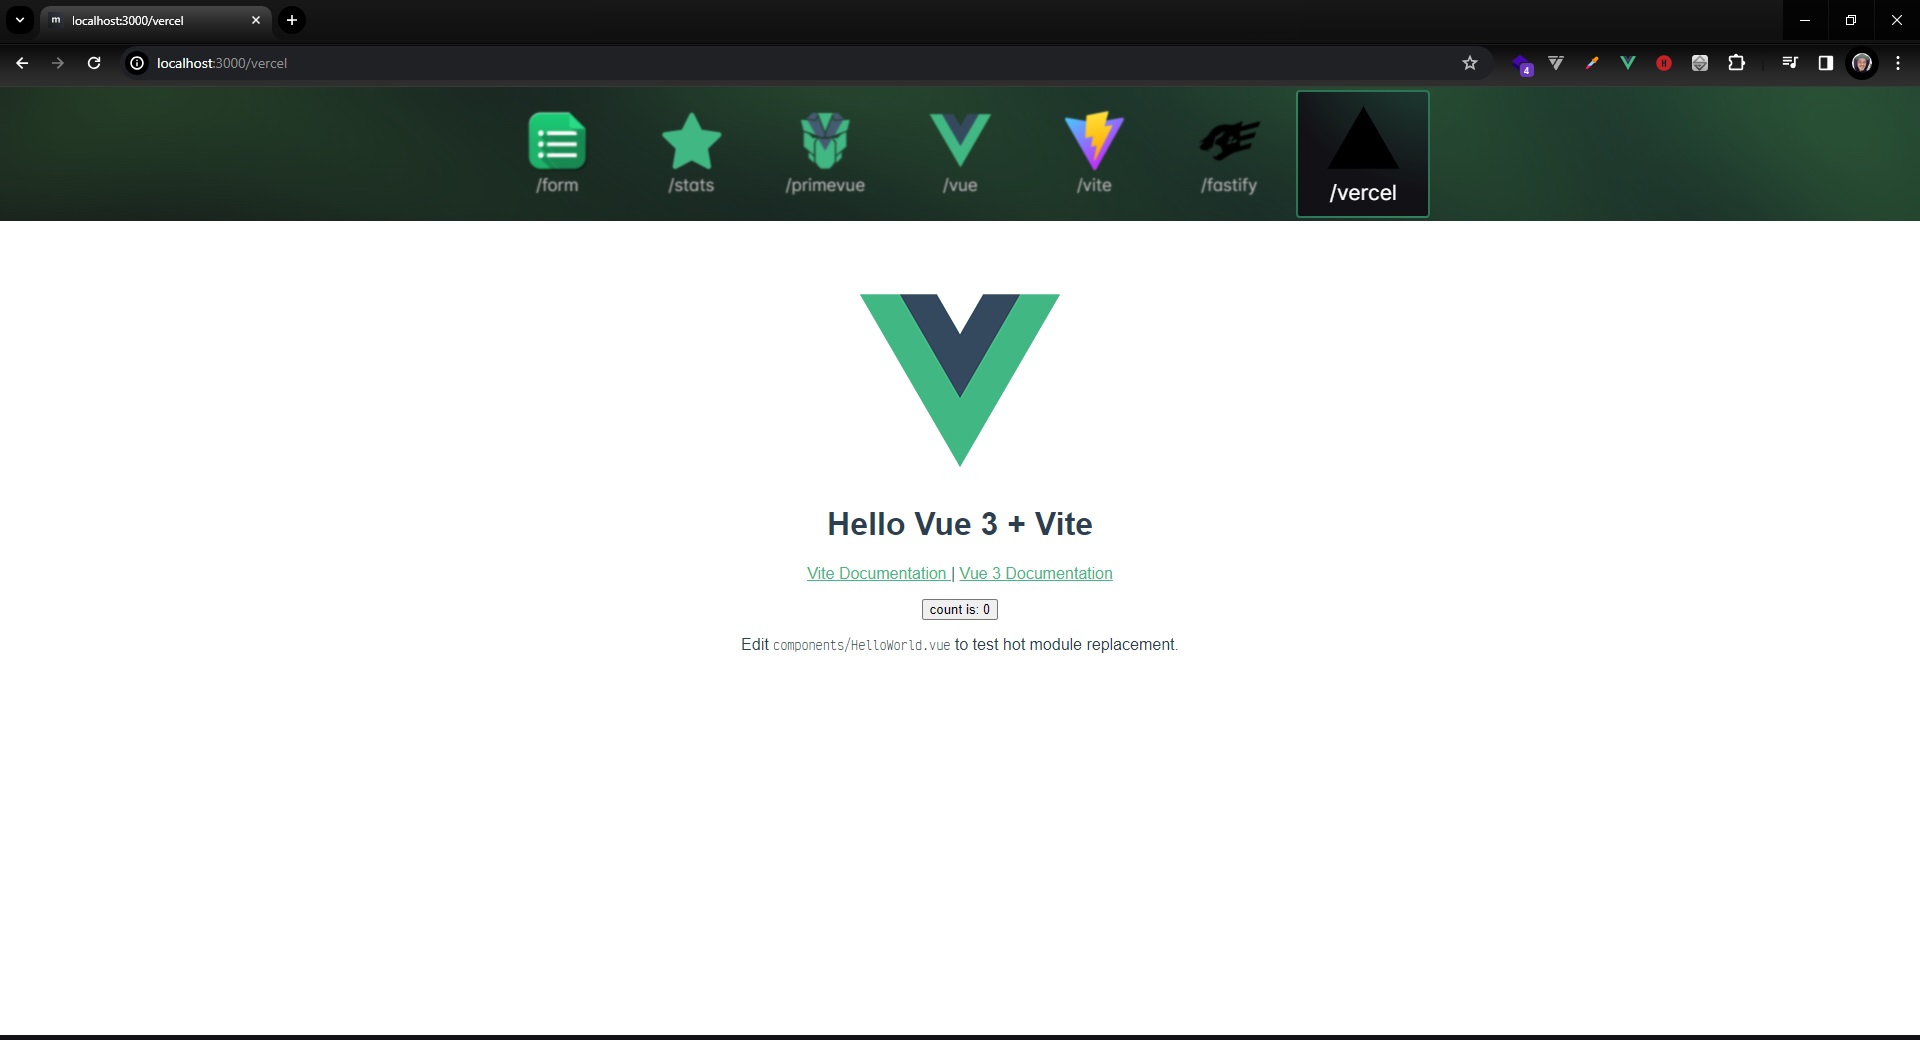 m localhost:3000/vercel
localhost:3000/vercel
4
H
/form /stats /primevue /vue /vite /fastify /vercel
Hello Vue 3 + Vite
Vite Documentation | Vue 3 Documentation
count is: 0
Edit components/HelloWorld.vue to test hot module replacement.